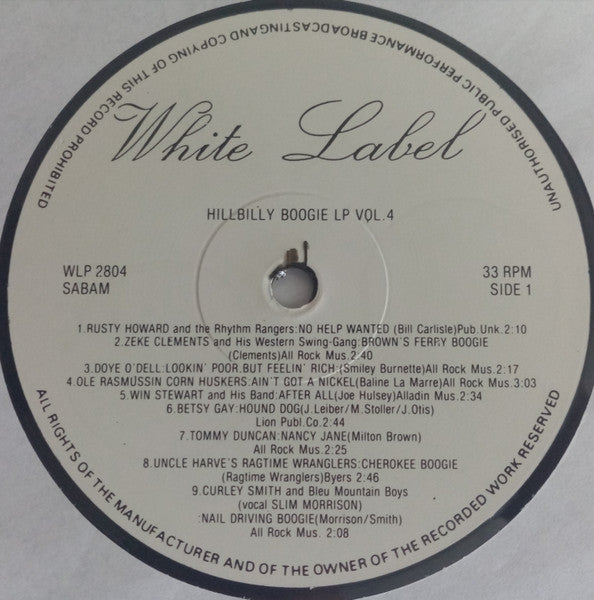 UNAUTHORISED PUBLIC PERFORMANCE BROADCASTINGAND COPYING OF THIS RECORD PROHIBITED
White Label
HILLBILLY BOOGIE LP VOL.4
WLP 2804 33 RPM
SABAM SIDE 1
1.RUSTY HOWARD and the Rhythm Rangers:NO HELP WANTED (Bill Carlisle)Pub.Unk.2:10
2.ZEKE CLEMENTS and His Western Swing-Gang:BROWN'S FERRY BOOGIE
(Clements)All Rock Mus.2:40
3.DOYE O'DELL:LOOKIN' POOR.BUT FEELIN' RICH.(Smiley Burnette)All Rock Mus.2:17
4.OLE RASMUSSIN CORN HUSKERS:AIN'T GOT A NICKEL(Baline La Marre)All Rock Mus.3:03
5.WIN STEWART and His Band:AFTER ALL(Joe Hulsey)Alladin Mus.2:34
6.BETSY GAY:HOUND DOG(J.Leiber/M.Stoller/J.Otis)
Lion Publ.Co.2:44
7.TOMMY DUNCAN:NANCY JANE(Milton Brown)
All Rock Mus.2:25
8.UNCLE HARVE'S RAGTIME WRANGLERS:CHEROKEE BOOGIE
(Ragtime Wranglers)Byers 2:46
9.CURLEY SMITH and Bleu Mountain Boys
(vocal SLIM MORRISON)
:NAIL DRIVING BOOGIE(Morrison/Smith)
All Rock Mus. 2:08
ALL RIGHTS OF THE MANUFACTURER AND OF THE OWNER OF THE RECORDED WORK RESERVED